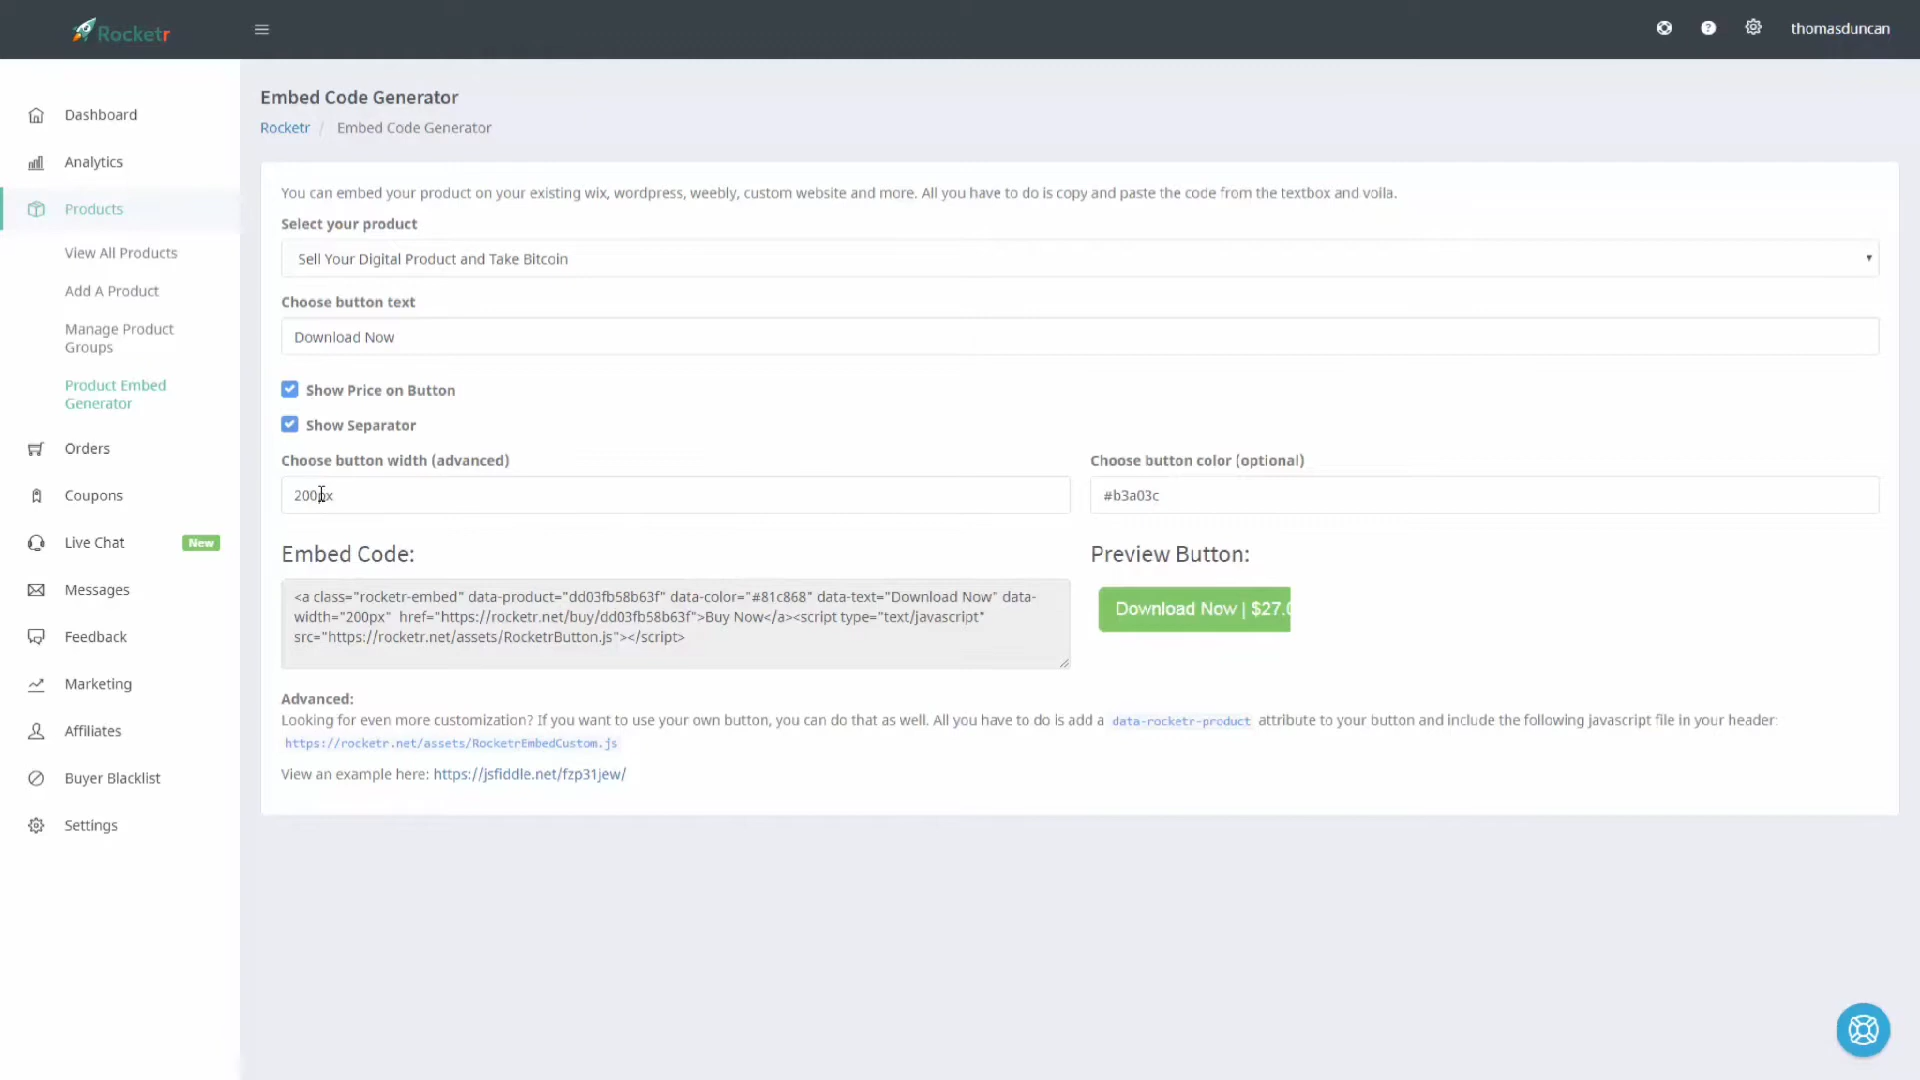 Rocketr
thomasduncan
Dashboard
Analytics
Products
View All Products
Add A Product
Manage Product
Groups
Product Embed
Generator
Orders
Coupons
Live Chat New
Messages
Feedback
Marketing
Affiliates
Buyer Blacklist
Settings
Embed Code Generator
Rocketr / Embed Code Generator
You can embed your product on your existing wix, wordpress, weebly, custom website and more. All you have to do is copy and paste the code from the textbox and voila.
Select your product
Sell Your Digital Product and Take Bitcoin
Choose button text
Download Now
Show Price on Button
Show Separator
Choose button width (advanced)
200px
Choose button color (optional)
#b3a03c
Embed Code:
<a class="rocketr-embed" data-product="dd03fb58b63f" data-color="#81c868" data-text="Download Now" data-
width="200px" href="https://rocketr.net/buy/dd03fb58b63f">Buy Now</a><script type="text/javascript"
src="https://rocketr.net/assets/RocketrButton.js"></script>
Preview Button:
Download Now | $27.0
Advanced:
Looking for even more customization? If you want to use your own button, you can do that as well. All you have to do is add a data-rocketr-product attribute to your button and include the following javascript file in your header:
https://rocketr.net/assets/RocketrEmbedCustom.js
View an example here: https://jsfiddle.net/fzp31jew/